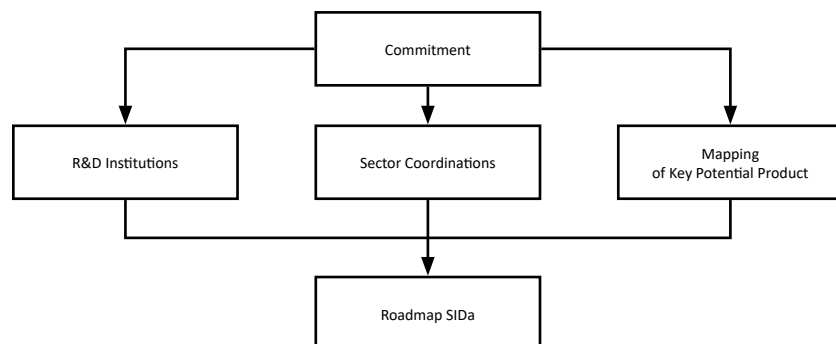 Commitment
R&D Institutions
Sector Coordinations
Mapping
of Key Potential Product
Roadmap SIDa